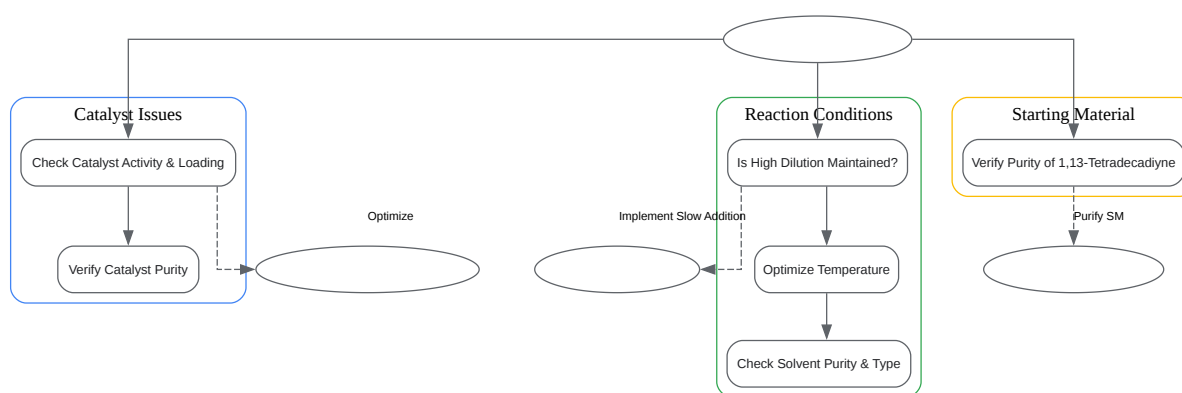 Catalyst Issues
Reaction Conditions
Starting Material
Check Catalyst Activity & Loading
Is High Dilution Maintained?
Verify Purity of 1,13-Tetradecadiyne
Optimize
Implement Slow Addition
Purify SM
Verify Catalyst Purity
Optimize Temperature
Check Solvent Purity & Type